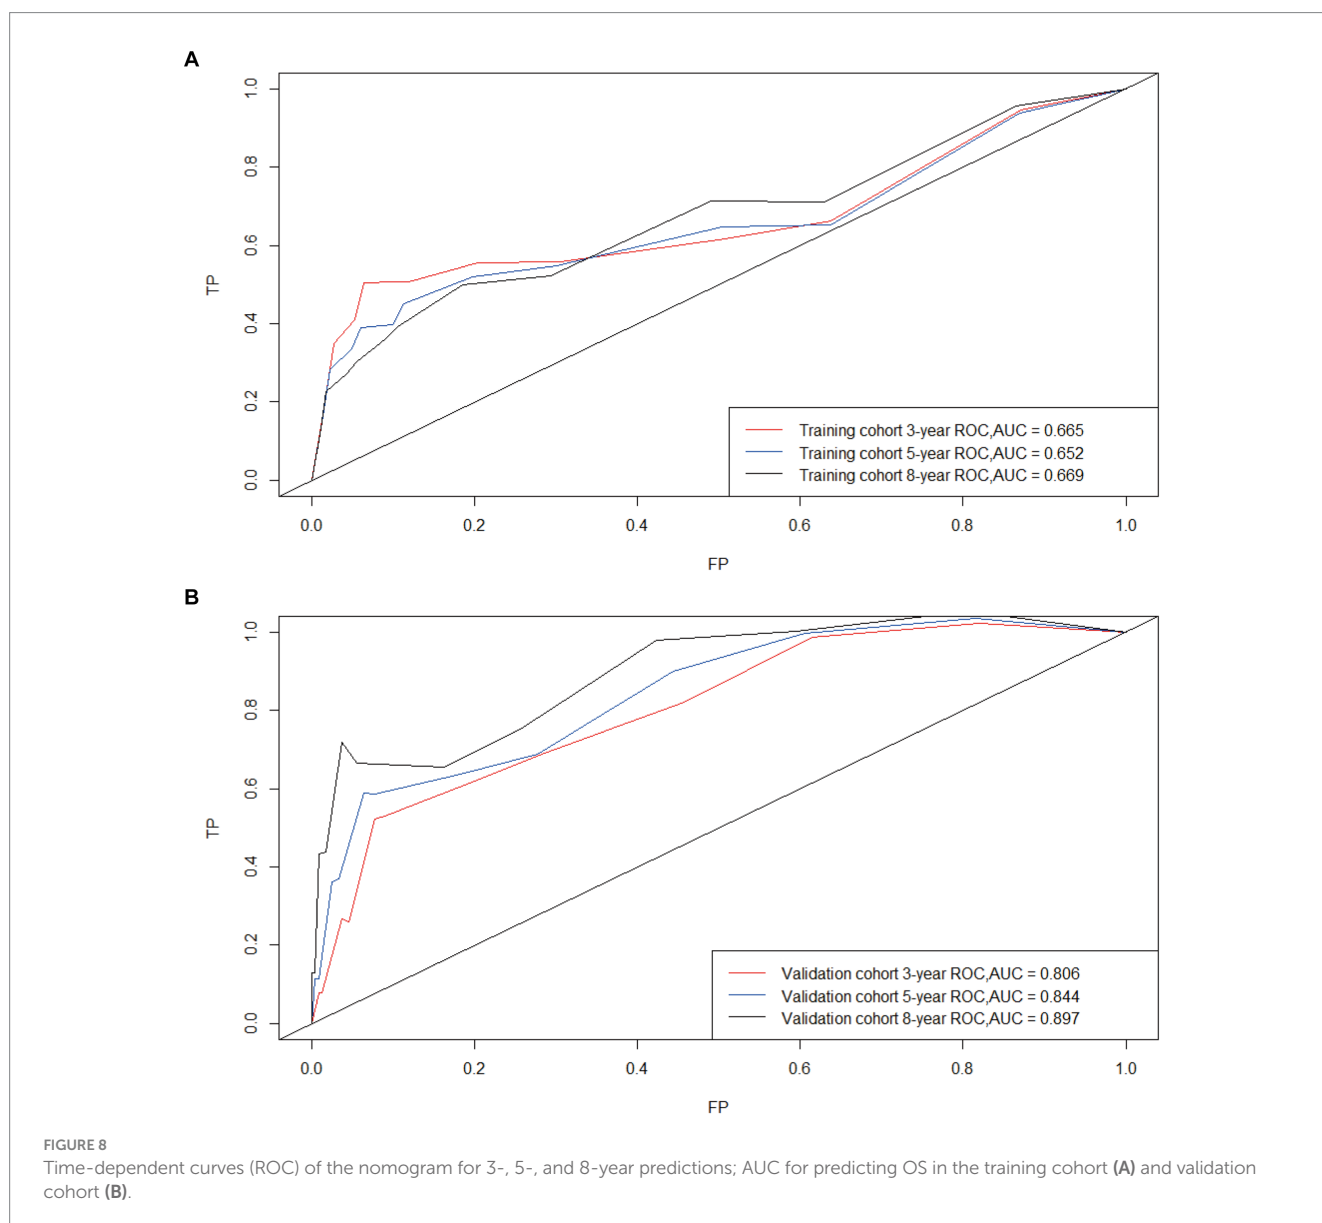 A
1.0
0.8
0.6
0.4
0.2
0.0
TP
Training cohort 3-year ROC,AUC = 0.665
Training cohort 5-year ROC,AUC = 0.652
Training cohort 8-year ROC,AUC = 0.669
0.0 0.2 0.4 0.6 0.8 1.0
FP
B
1.0
0.8
0.6
0.4
0.2
0.0
TP
Validation cohort 3-year ROC,AUC = 0.806
Validation cohort 5-year ROC,AUC = 0.844
Validation cohort 8-year ROC,AUC = 0.897
0.0 0.2 0.4 0.6 0.8 1.0
FP
FIGURE 8
Time-dependent curves (ROC) of the nomogram for 3-, 5-, and 8-year predictions; AUC for predicting OS in the training cohort (A) and validation
cohort (B).